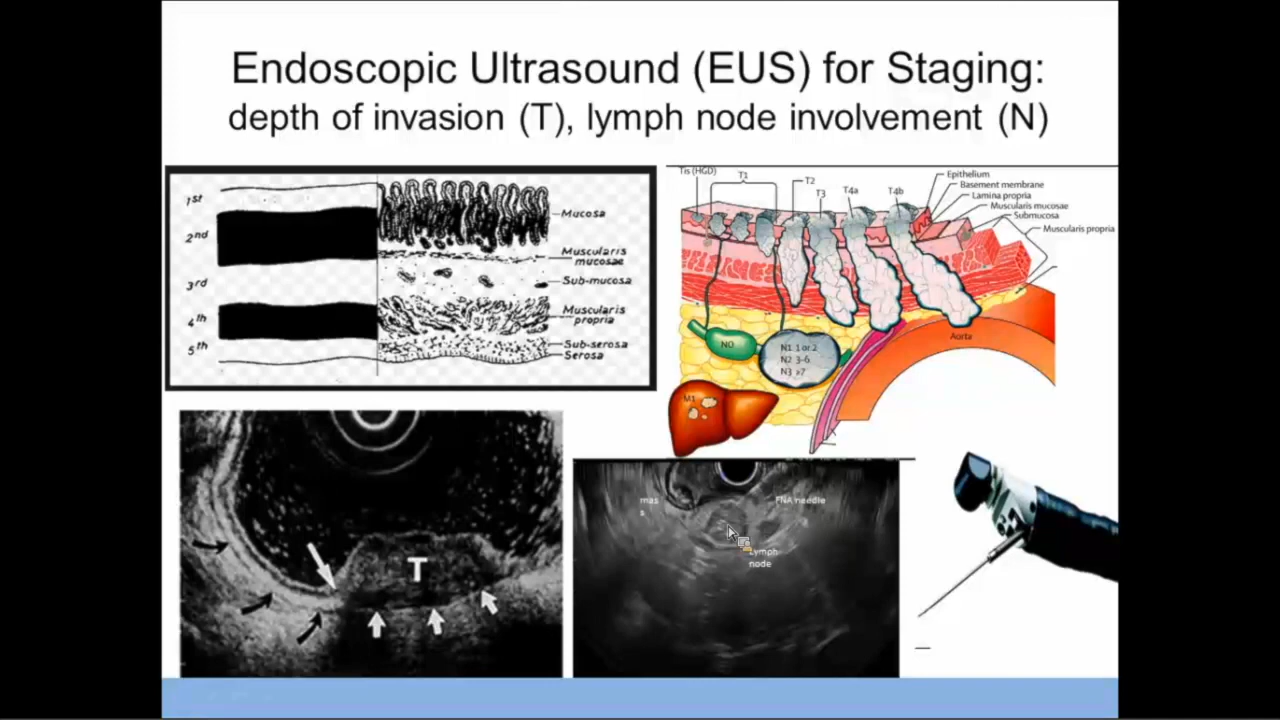 Endoscopic Ultrasound (EUS) for Staging:
depth of invasion (T), lymph node involvement (N)
1st
2nd
3rd
4th
5th
Mucosa
Muscularis
mucosae
Sub-mucosa
Muscularis
propria
Sub-serosa
Serosa
Tis (HGD)
T1
T2
T3
T4a
T4b
Epithelium
Basement membrane
Lamina propria
Muscularis mucosae
Submucosa
Muscularis propria
N0
N1 1 or 2
N2 3-6
N3 ≥7
Aorta
M1
T
mas
s
FNA needle
Lymph
node